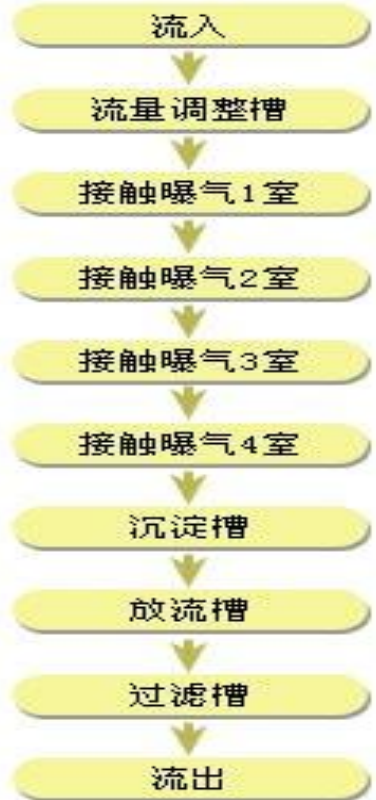 流入
流量调整槽
接触曝气1室
接触曝气2室
接触曝气3室
接触曝气4室
沉淀槽
放流槽
过滤槽
流出